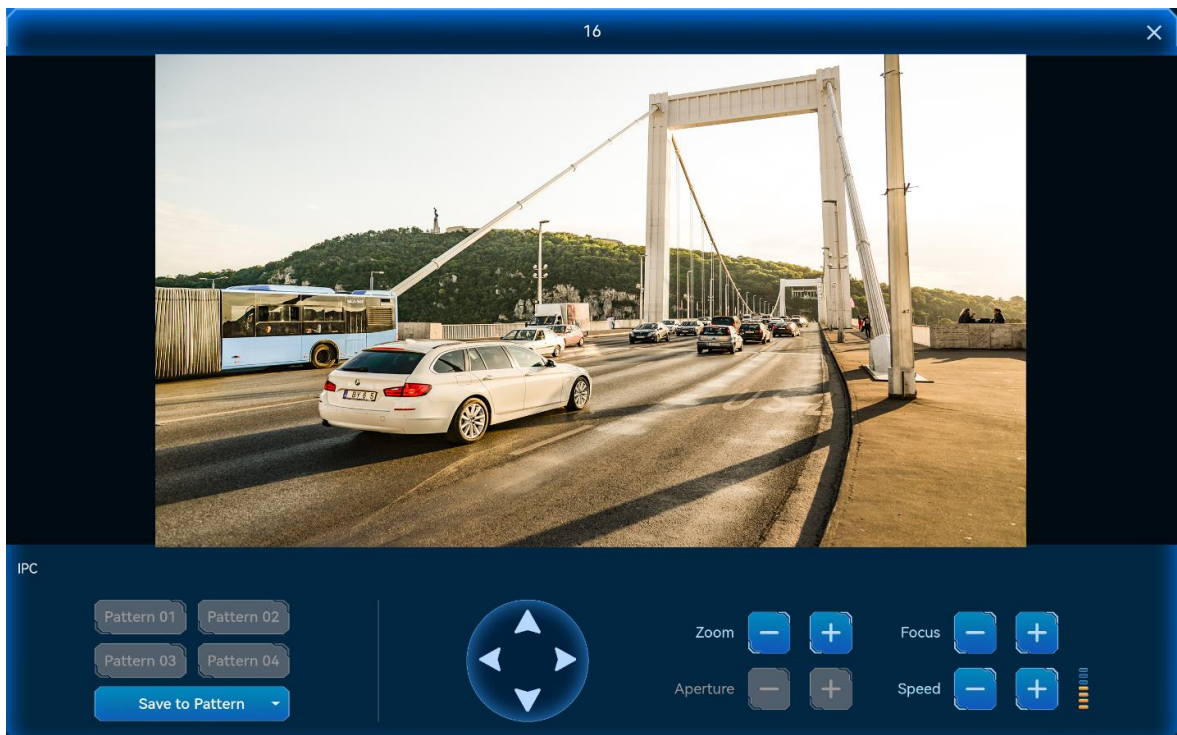 16
IPC
Pattern 01 Pattern 02
Pattern 03 Pattern 04
Save to Pattern
Zoom Focus
Aperture Speed